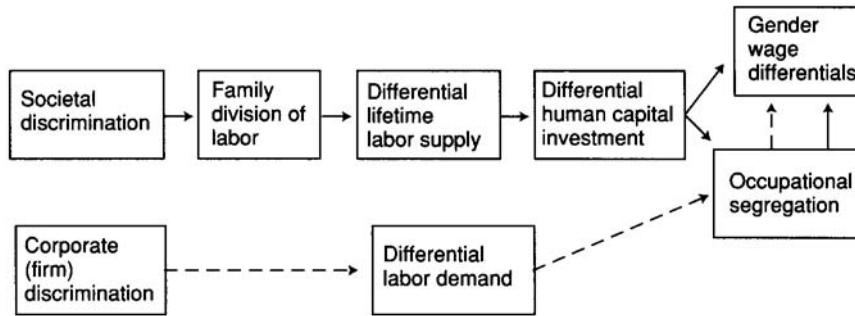 Societal
discrimination
Family
division of
labor
Differential
lifetime
labor supply
Differential
human capital
investment
Gender
wage
differentials
Occupational
segregation
Corporate
(firm)
discrimination
Differential
labor demand